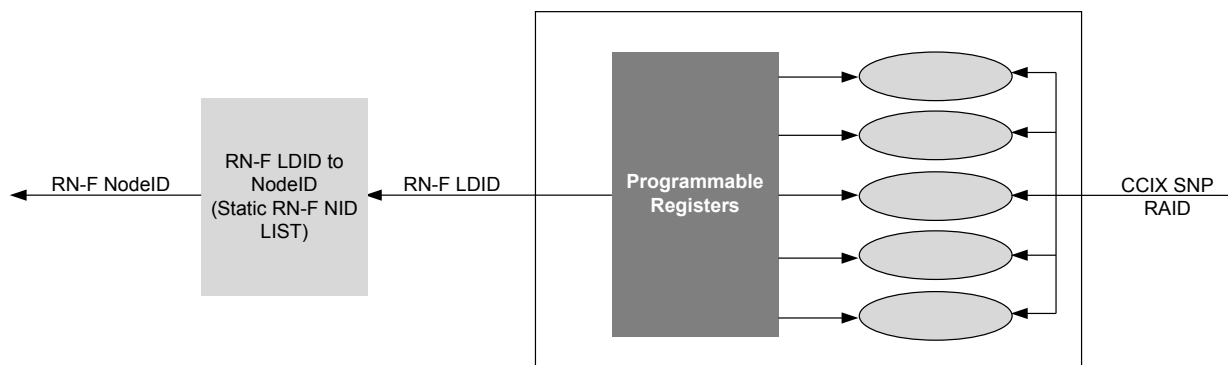 RN-F NodeID
RN-F LDID to
NodeID
(Static RN-F NID
LIST)
RN-F LDID
Programmable
Registers
CCIX SNP
RAID